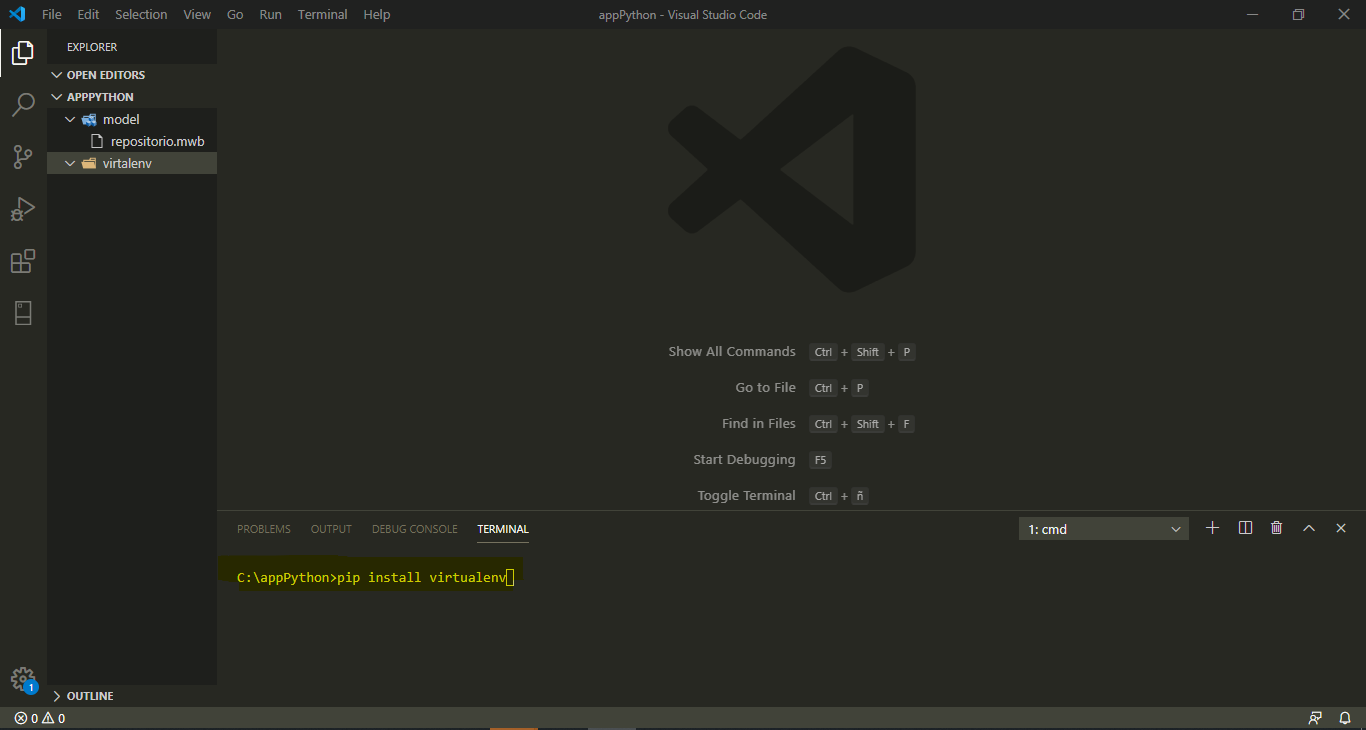 File Edit Selection View Go Run Terminal Help appPython - Visual Studio Code
EXPLORER
OPEN EDITORS
APPPYTHON
model
repositorio.mwb
virtalenv
Show All Commands Ctrl + Shift + P
Go to File Ctrl + P
Find in Files Ctrl + Shift + F
Start Debugging F5
Toggle Terminal Ctrl + ñ
PROBLEMS OUTPUT DEBUG CONSOLE TERMINAL 1: cmd
C:\appPython>pip install virtualenv
1
OUTLINE
0 0